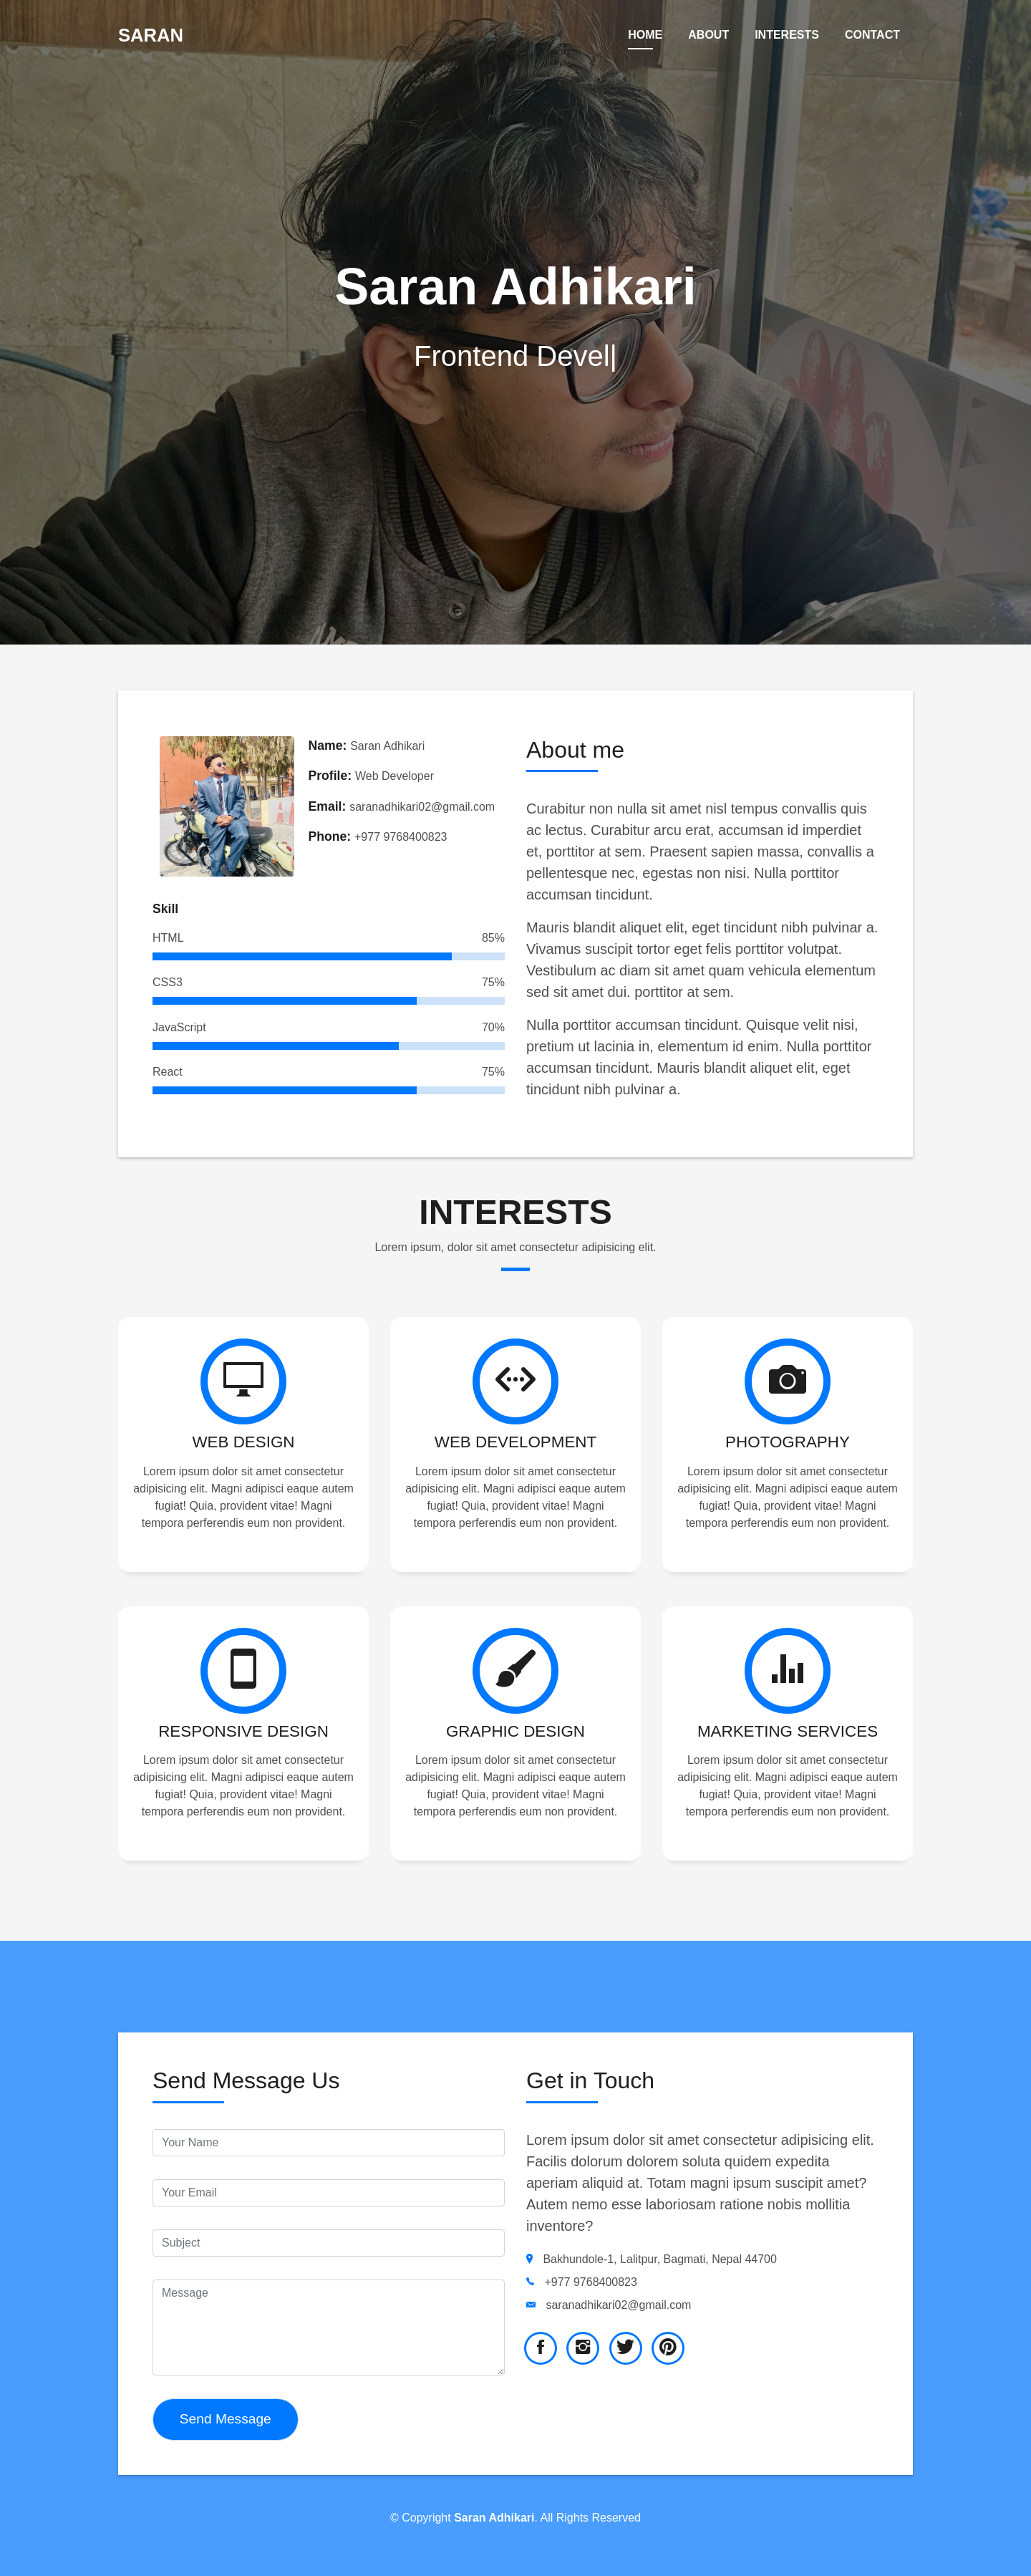 SARAN
HOME ABOUT INTERESTS CONTACT
Saran Adhikari
Frontend Devel|
Name: Saran Adhikari
Profile: Web Developer
Email: saranadhikari02@gmail.com
Phone: +977 9768400823
Skill
HTML 85%
CSS3 75%
JavaScript 70%
React 75%
About me
Curabitur non nulla sit amet nisl tempus convallis quis
ac lectus. Curabitur arcu erat, accumsan id imperdiet
et, porttitor at sem. Praesent sapien massa, convallis a
pellentesque nec, egestas non nisi. Nulla porttitor
accumsan tincidunt.
Mauris blandit aliquet elit, eget tincidunt nibh pulvinar a.
Vivamus suscipit tortor eget felis porttitor volutpat.
Vestibulum ac diam sit amet quam vehicula elementum
sed sit amet dui. porttitor at sem.
Nulla porttitor accumsan tincidunt. Quisque velit nisi,
pretium ut lacinia in, elementum id enim. Nulla porttitor
accumsan tincidunt. Mauris blandit aliquet elit, eget
tincidunt nibh pulvinar a.
INTERESTS
Lorem ipsum, dolor sit amet consectetur adipisicing elit.
WEB DESIGN
Lorem ipsum dolor sit amet consectetur
adipisicing elit. Magni adipisci eaque autem
fugiat! Quia, provident vitae! Magni
tempora perferendis eum non provident.
WEB DEVELOPMENT
Lorem ipsum dolor sit amet consectetur
adipisicing elit. Magni adipisci eaque autem
fugiat! Quia, provident vitae! Magni
tempora perferendis eum non provident.
PHOTOGRAPHY
Lorem ipsum dolor sit amet consectetur
adipisicing elit. Magni adipisci eaque autem
fugiat! Quia, provident vitae! Magni
tempora perferendis eum non provident.
RESPONSIVE DESIGN
Lorem ipsum dolor sit amet consectetur
adipisicing elit. Magni adipisci eaque autem
fugiat! Quia, provident vitae! Magni
tempora perferendis eum non provident.
GRAPHIC DESIGN
Lorem ipsum dolor sit amet consectetur
adipisicing elit. Magni adipisci eaque autem
fugiat! Quia, provident vitae! Magni
tempora perferendis eum non provident.
MARKETING SERVICES
Lorem ipsum dolor sit amet consectetur
adipisicing elit. Magni adipisci eaque autem
fugiat! Quia, provident vitae! Magni
tempora perferendis eum non provident.
Send Message Us
Your Name
Your Email
Subject
Message
Send Message
Get in Touch
Lorem ipsum dolor sit amet consectetur adipisicing elit.
Facilis dolorum dolorem soluta quidem expedita
aperiam aliquid at. Totam magni ipsum suscipit amet?
Autem nemo esse laboriosam ratione nobis mollitia
inventore?
Bakhundole-1, Lalitpur, Bagmati, Nepal 44700
+977 9768400823
saranadhikari02@gmail.com
© Copyright Saran Adhikari. All Rights Reserved